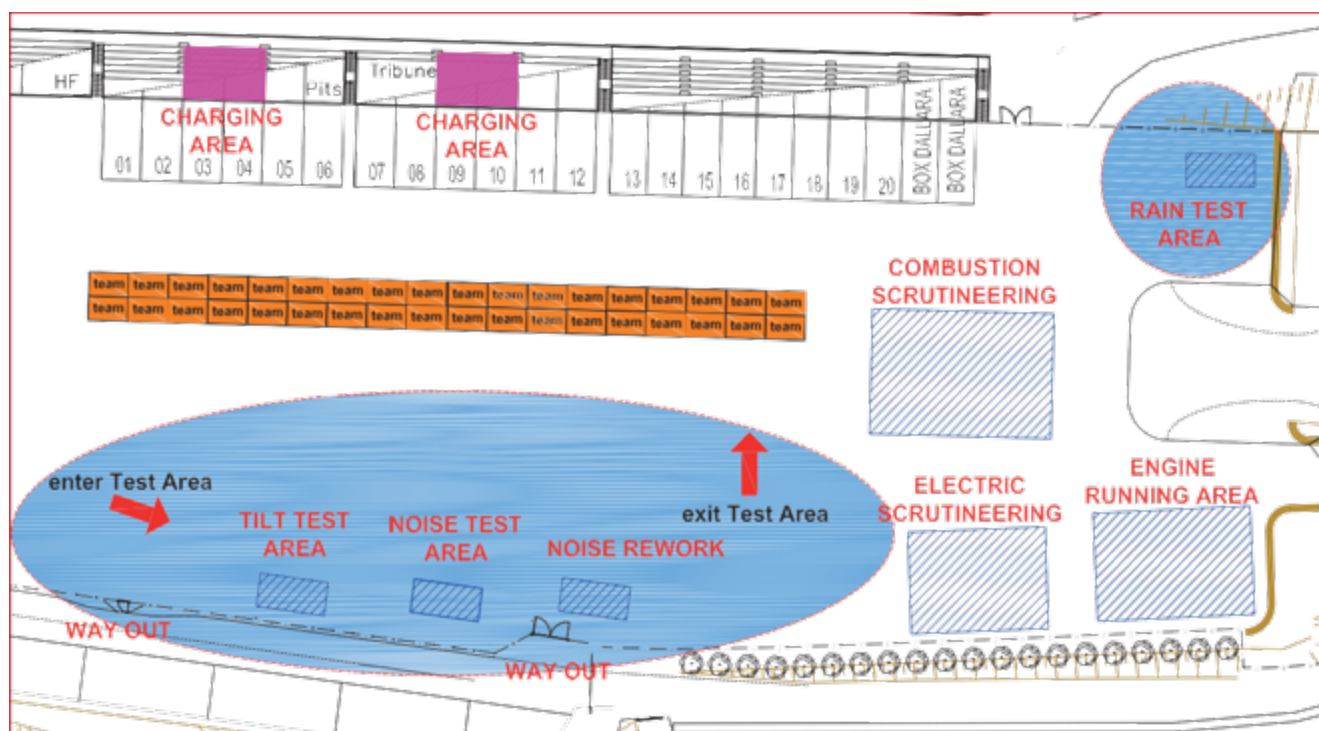 HF
Pits
Tribune
CHARGING
AREA
CHARGING
AREA
01 02 03 04 05 06 07 08 09 10 11 12 13 14 15 16 17 18 19 20 BOX DALLARA BOX DALLARA
RAIN TEST
AREA
team team team team team team team team team team team team team team team team team team
team team team team team team team team team team team team team team team team team team
COMBUSTION
SCRUTINEERING
enter Test Area
TILT TEST
AREA
NOISE TEST
AREA
NOISE REWORK
exit Test Area
ELECTRIC
SCRUTINEERING
ENGINE
RUNNING AREA
WAY OUT
WAY OUT